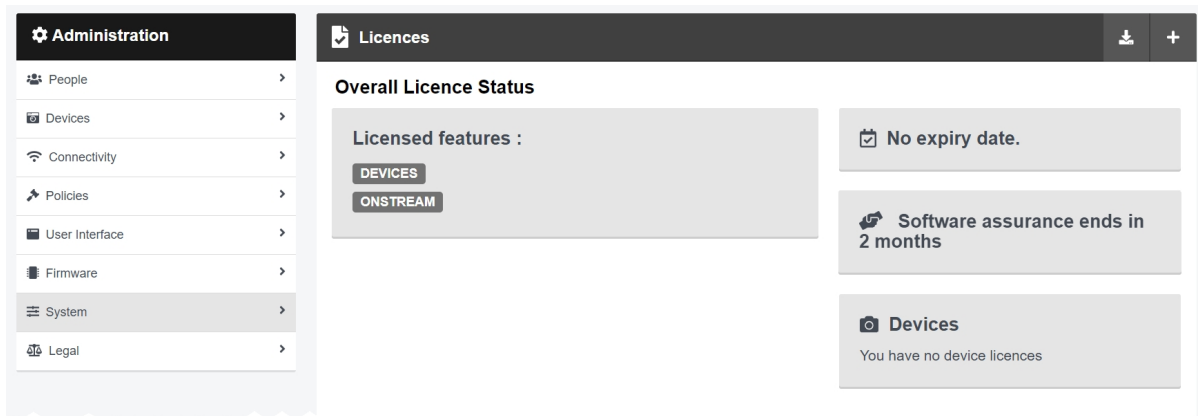 Administration
People
Devices
Connectivity
Policies
User Interface
Firmware
System
Legal
Licences
Overall Licence Status
Licensed features :
DEVICES
ONSTREAM
No expiry date.
Software assurance ends in
2 months
Devices
You have no device licences